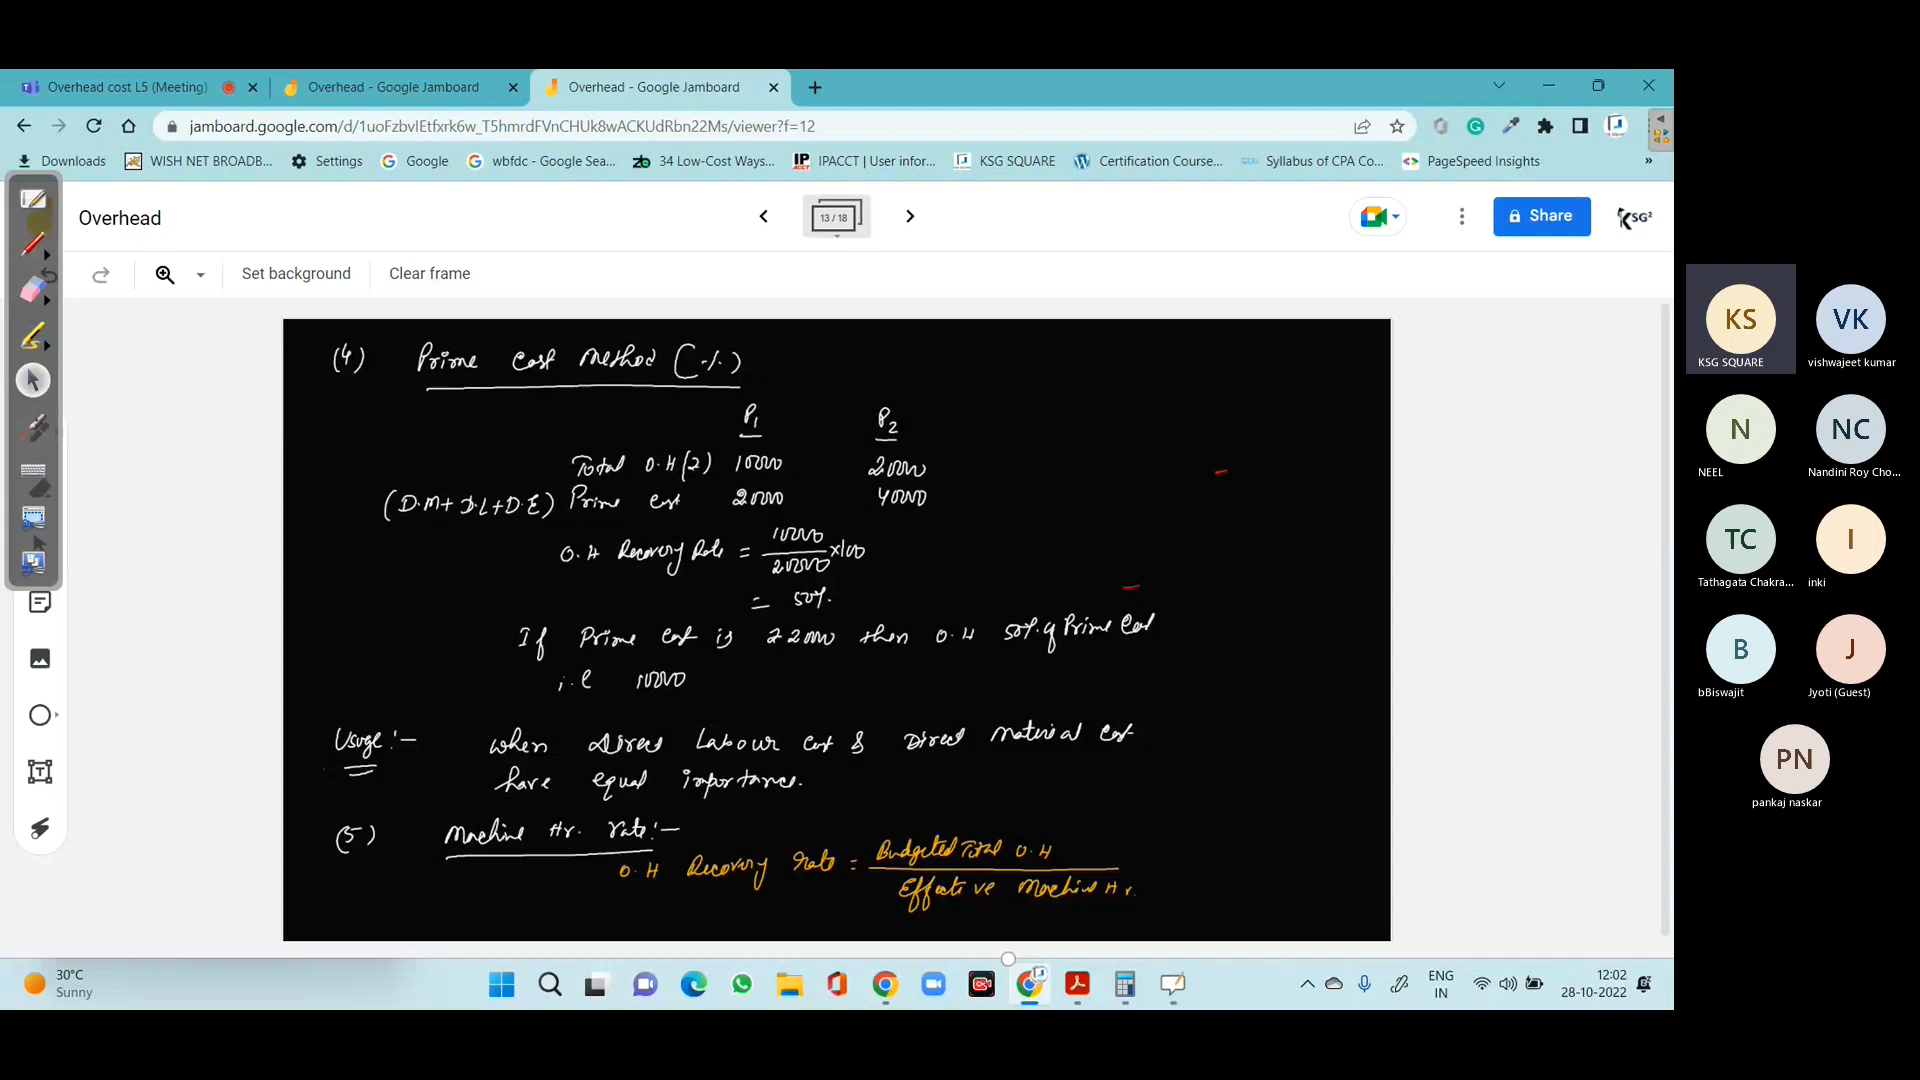 Overhead cost L5 (Meeting)
Overhead - Google Jamboard
Overhead - Google Jamboard
jamboard.google.com/d/1uoFzbvIEtfxrk6w_T5hmrdFVnCHUk8wACKUdRbn22Ms/viewer?f=12
Downloads
WISH NET BROADB...
Settings
Google
wbfdc - Google Sea...
34 Low-Cost Ways...
IPACCT | User infor...
KSG SQUARE
Certification Course...
Syllabus of CPA Co...
PageSpeed Insights
»
Overhead
13 / 18
Share
KSG²
Set background
Clear frame
(4) Prime Cost Method (%)
P1 P2
Total O.H (2) 10000 20000
(D.M+D.L+D.E) Prime Cost 20000 40000
O.H Recovery Rate = 10000 / 20000 ×100
= 50%
If Prime Cost is 22000 then O.H 50% of Prime Cost
i.e 10000
Usage:- When Direct Labour Cost & Direct Material Cost
have equal importance.
(5) Machine Hr. rate:-
O.H Recovery rate = Budgeted Total O.H
Effective Machine Hr.
KS
KSG SQUARE
VK
vishwajeet kumar
N
NEEL
NC
Nandini Roy Cho...
TC
Tathagata Chakra...
I
inki
B
bBiswajit
J
Jyoti (Guest)
PN
pankaj naskar
30°C
Sunny
ENG
IN
12:02
28-10-2022